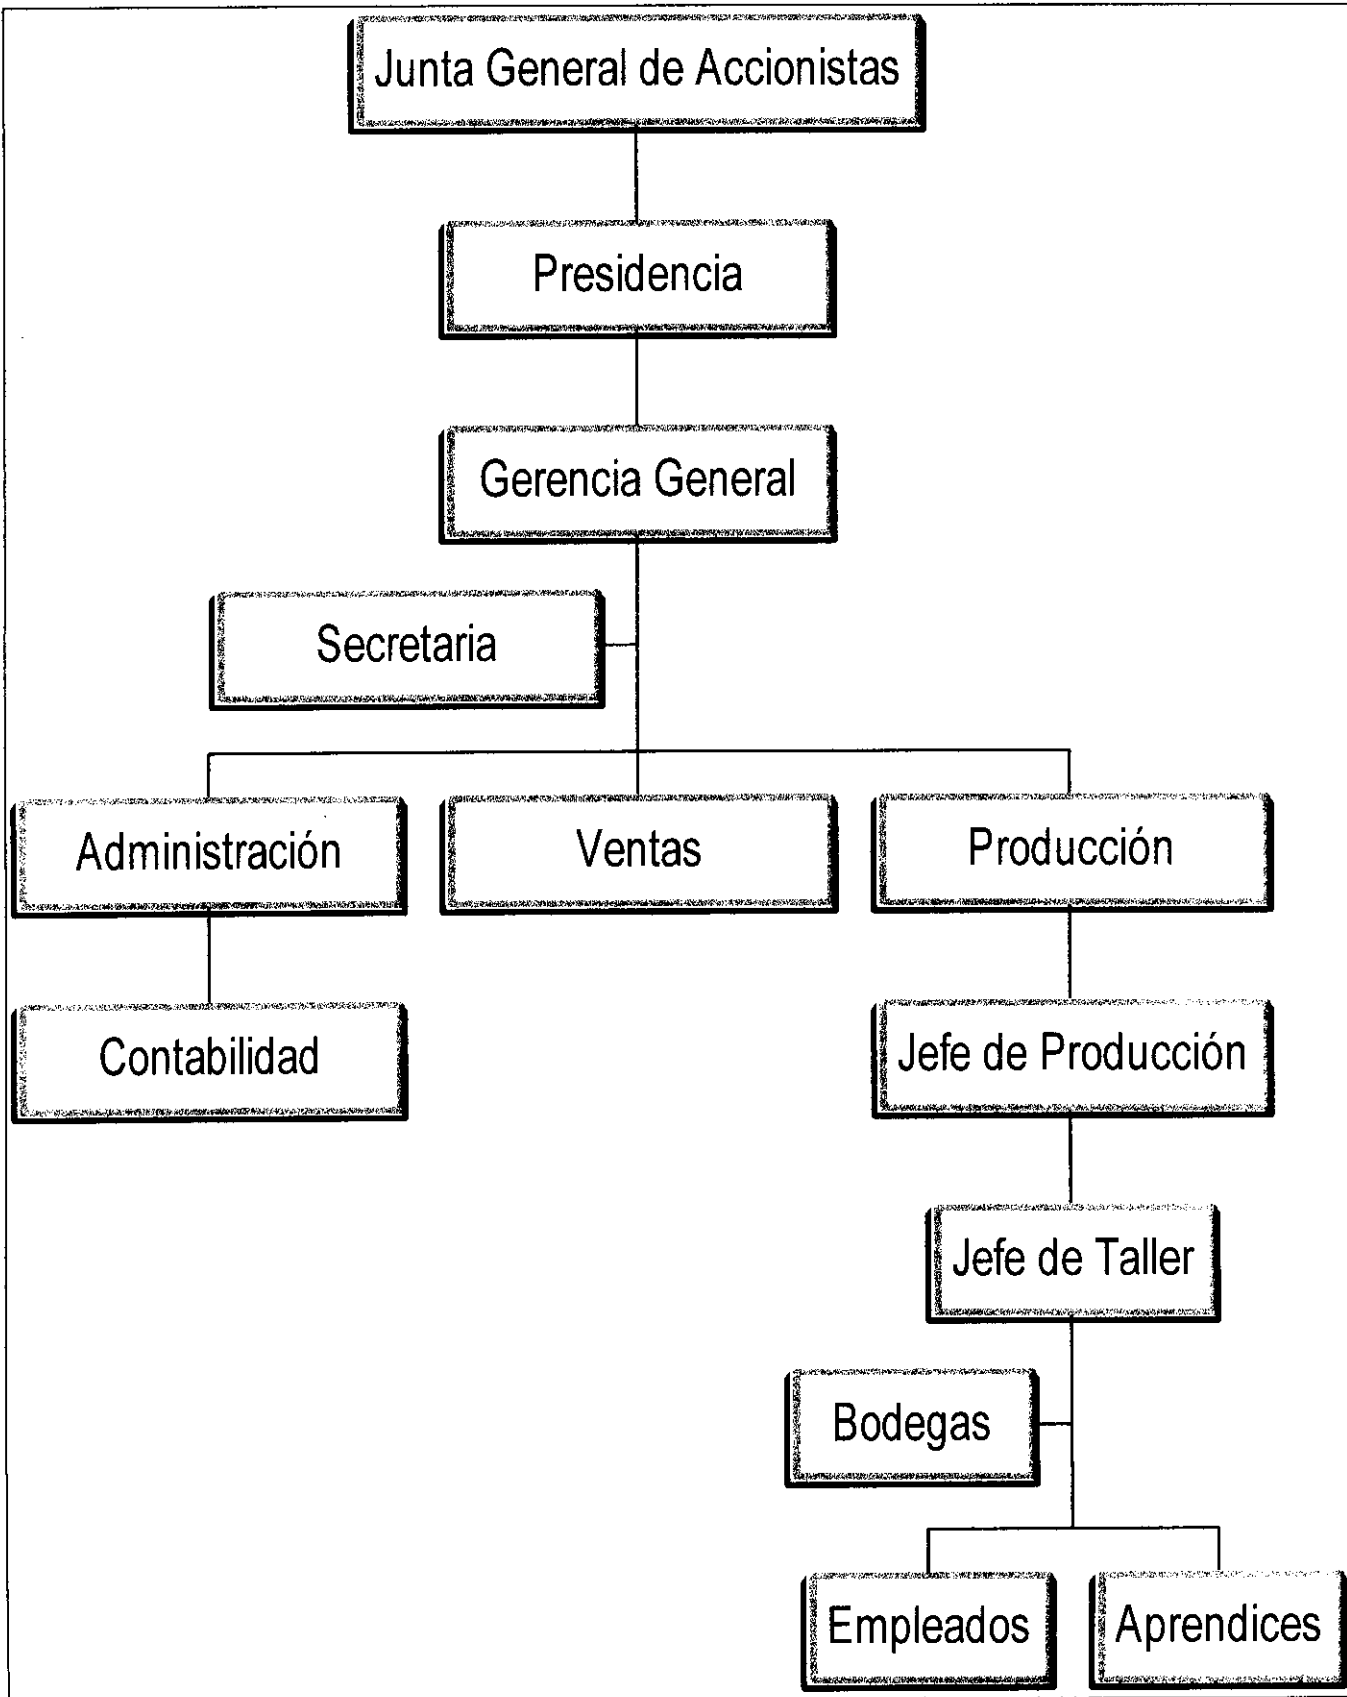 Junta General de Accionistas
Presidencia
Gerencia General
Secretaria
Administración
Ventas
Producción
Contabilidad
Jefe de Producción
Jefe de Taller
Bodegas
Empleados
Aprendices